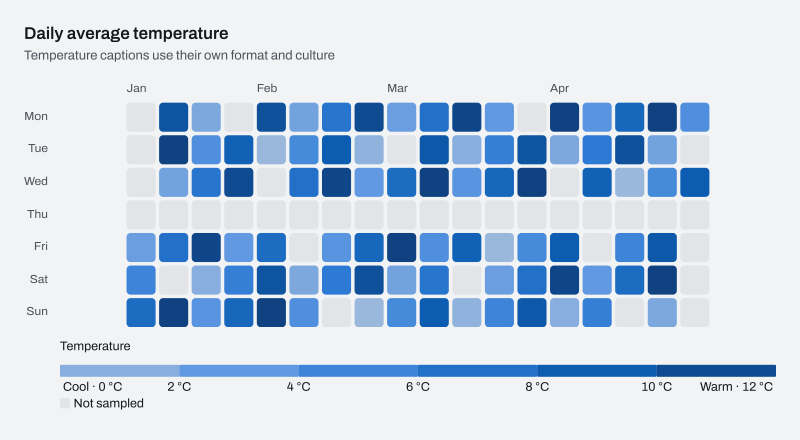 Daily average temperature
Temperature captions use their own format and culture
Jan Feb Mar Apr
Mon
Tue
Wed
Thu
Fri
Sat
Sun
Temperature
Cool · 0 °C 2 °C 4 °C 6 °C 8 °C 10 °C Warm · 12 °C
Not sampled